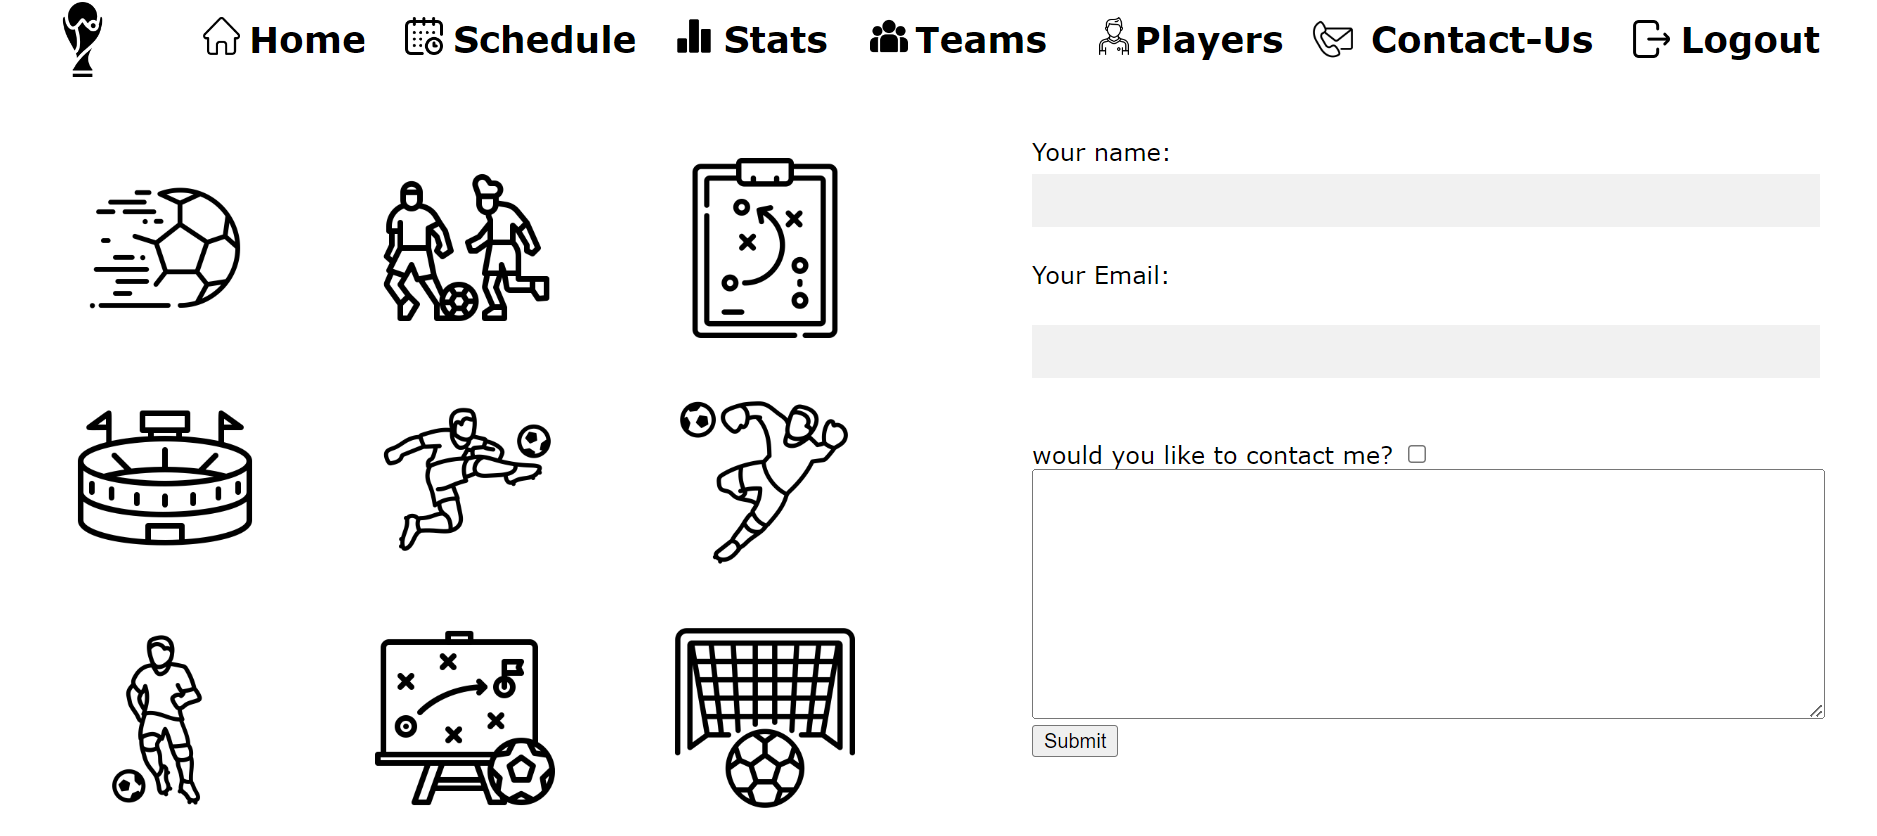 Home Schedule Stats Teams Players Contact-Us Logout
Your name:
Your Email:
would you like to contact me?
Submit